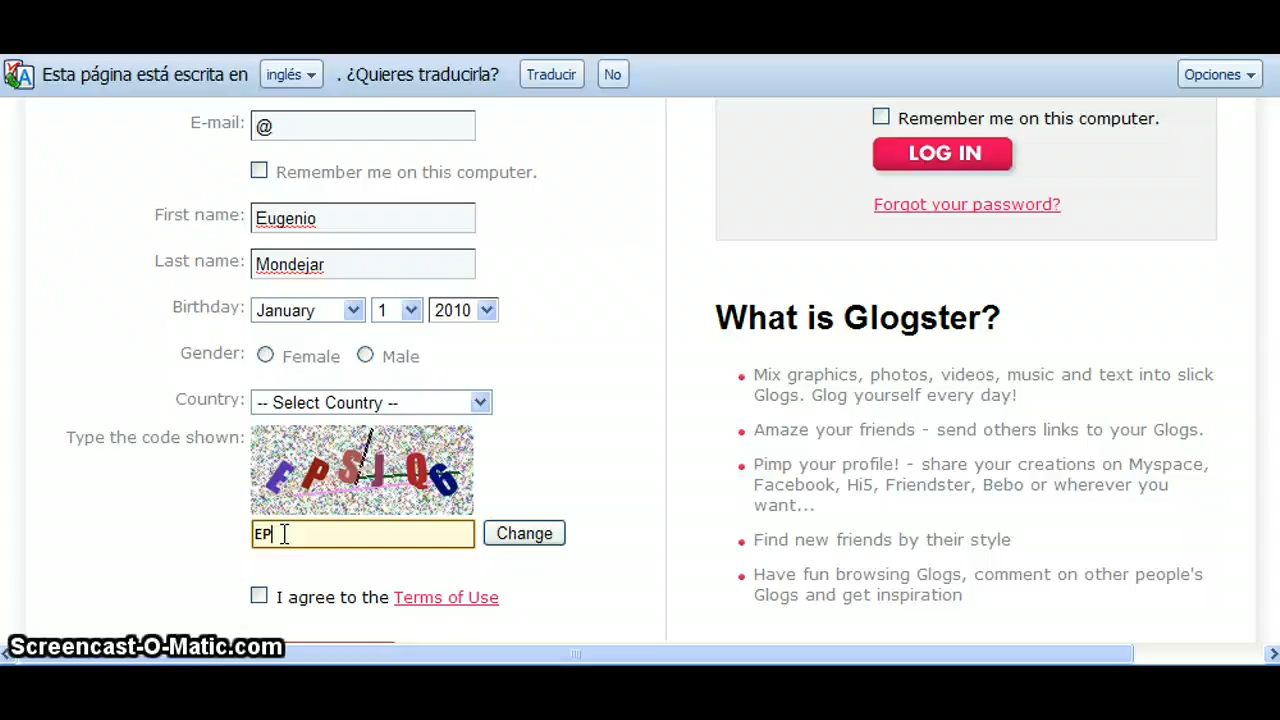 Esta página está escrita en inglés . ¿Quieres traducirla? Traducir No Opciones
E-mail: @
Remember me on this computer.
First name: Eugenio
Last name: Mondejar
Birthday: January 1 2010
Gender: Female Male
Country: -- Select Country --
Type the code shown: EPSJQ6
EP Change
I agree to the Terms of Use
Remember me on this computer.
LOG IN
Forgot your password?
What is Glogster?
Mix graphics, photos, videos, music and text into slick
Glogs. Glog yourself every day!
Amaze your friends - send others links to your Glogs.
Pimp your profile! - share your creations on Myspace,
Facebook, Hi5, Friendster, Bebo or wherever you
want...
Find new friends by their style
Have fun browsing Glogs, comment on other people's
Glogs and get inspiration
Screencast-O-Matic.com